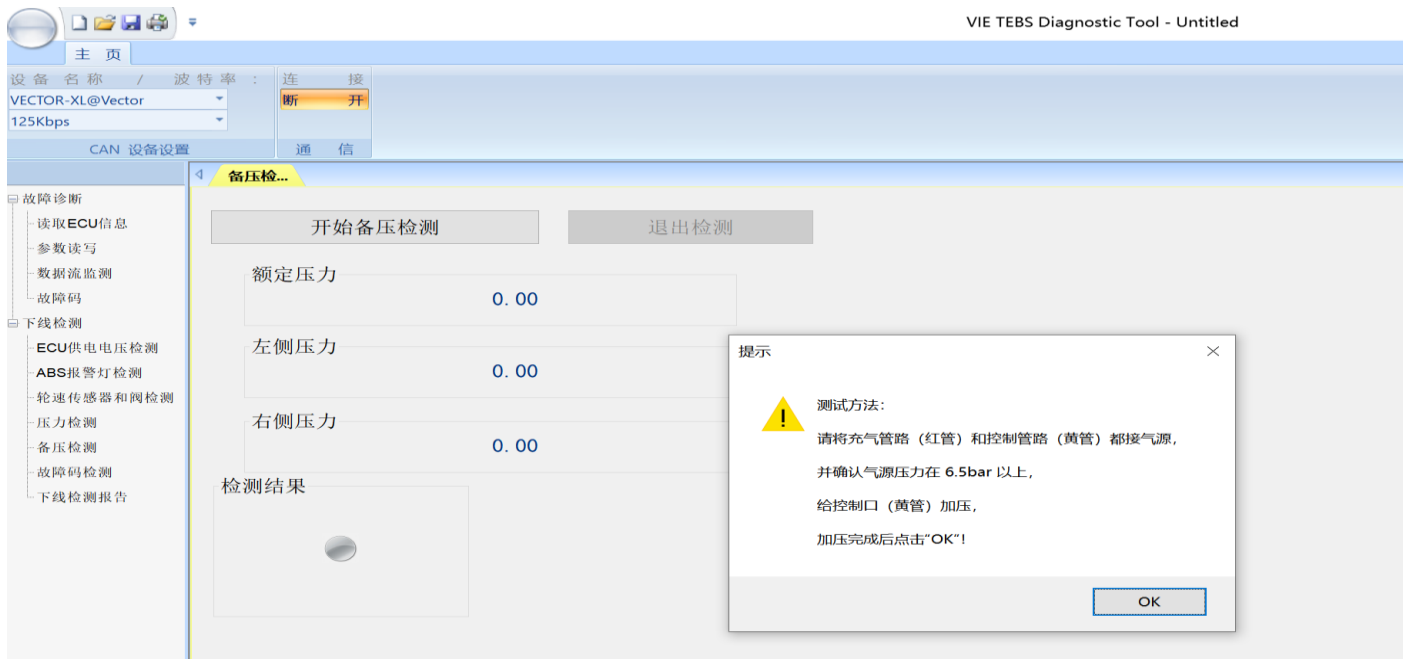 VIE TEBS Diagnostic Tool - Untitled
主 页
设备 名称 / 波特率: 连 接
VECTOR-XL@Vector
断 开
125Kbps
CAN 设备设置
通 信
备压检...
故障诊断
读取ECU信息
参数读写
数据流监测
故障码
下线检测
ECU供电电压检测
ABS报警灯检测
轮速传感器和阀检测
压力检测
备压检测
故障码检测
下线检测报告
开始备压检测
退出检测
额定压力
0.00
左侧压力
0.00
右侧压力
0.00
检测结果
提示
测试方法：
请将充气管路（红管）和控制管路（黄管）都接气源，
并确认气源压力在 6.5bar 以上，
给控制口（黄管）加压，
加压完成后点击“OK”!
OK